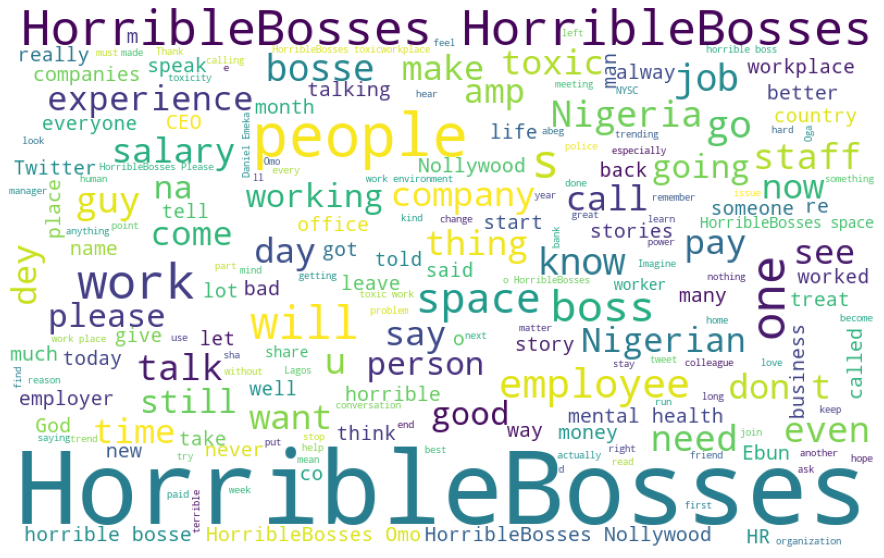 HorribleBosses HorribleBosses
m
feel
left
horrible boss
really
speak
HorribleBosses toxicworkplace
must
made
Thank
calling
toxicity
e
bosse
make
toxic
man
alway
job
workplace
companies
talking
hear
NYSC
meeting
experience
month
amp
better
everyone
CEO
Nigeria
go
country
look
Daniel Emeka
people
life
abeg
police
trending
especially
hard
Oga
salary
Omo
s
going
staff
Twitter
HorribleBosses Please
Nollywood
back
human
every
work environment
ll
year
done
remember
issue
something
manager
guy
na
working
company
call
now
anything
point
place
tell
office
kind
change
start
great
learn
someone
re
HorribleBosses space
come
name
day
got
told
thing
stories
bank
power
pay
see
dey
part
mind
getting
said
know
Imagine
nothing
one
worked
work
lot
bad
leave
toxic work
o HorribleBosses
worker
many
treat
problem
space
boss
please
give
will
home
become
work place
use
let
say
o
next
story
matter
Nigerian
tweet
colleague
love
business
called
much
today
talk
sha
without
share
u
person
find
reason
Lagos
stay
employer
still
well
horrible
employee
don t
run
long
keep
God
want
conversation
good
mental health
saying
trend
time
take
think
end
way
money
need
even
new
never
put
stop
help
right
friend
join
another
hope
try
mean
co
best
actually
read
d
Ebun
ask
HorribleBosses
paid
week
terrible
first
horrible bosse
HorribleBosses Omo
HorribleBosses Nollywood
HR
organization